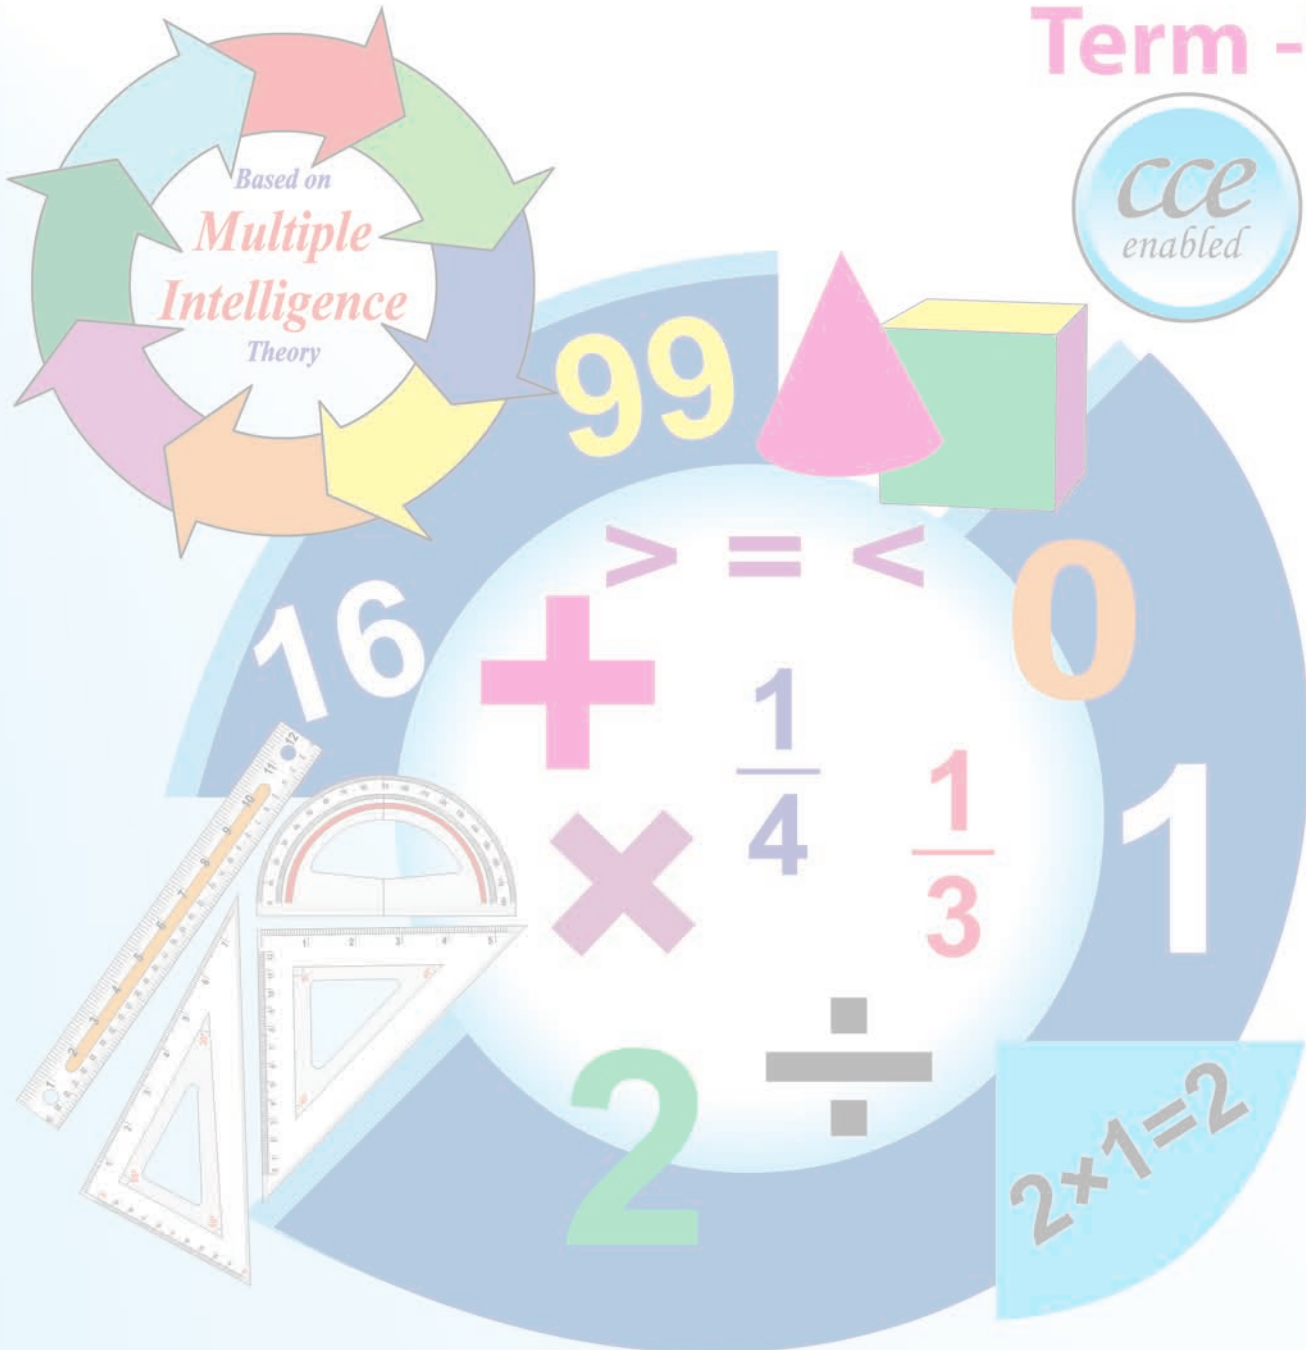 Term -
cce
enabled
Based on
Multiple
Intelligence
Theory
99
> = <
16
+
0
1
4
1
3
1
×
÷
2
2×1=2